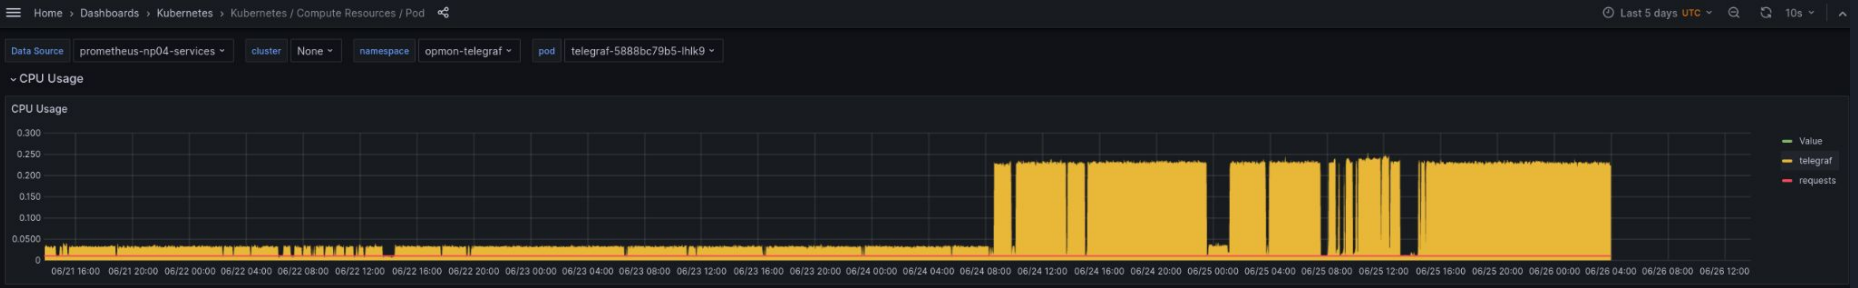 Home › Dashboards › Kubernetes › Kubernetes / Compute Resources / Pod
Last 5 days UTC
10s
Data Source prometheus-np04-services cluster None namespace opmon-telegraf pod telegraf-5888bc79b5-lhlk9
CPU Usage
CPU Usage
0.300
0.250
0.200
0.150
0.100
0.0500
0
06/21 16:00 06/21 20:00 06/22 00:00 06/22 04:00 06/22 08:00 06/22 12:00 06/22 16:00 06/22 20:00 06/23 00:00 06/23 04:00 06/23 08:00 06/23 12:00 06/23 16:00 06/23 20:00 06/24 00:00 06/24 04:00 06/24 08:00 06/24 12:00 06/24 16:00 06/24 20:00 06/25 00:00 06/25 04:00 06/25 08:00 06/25 12:00 06/25 16:00 06/25 20:00 06/26 00:00 06/26 04:00 06/26 08:00 06/26 12:00
Value
telegraf
requests